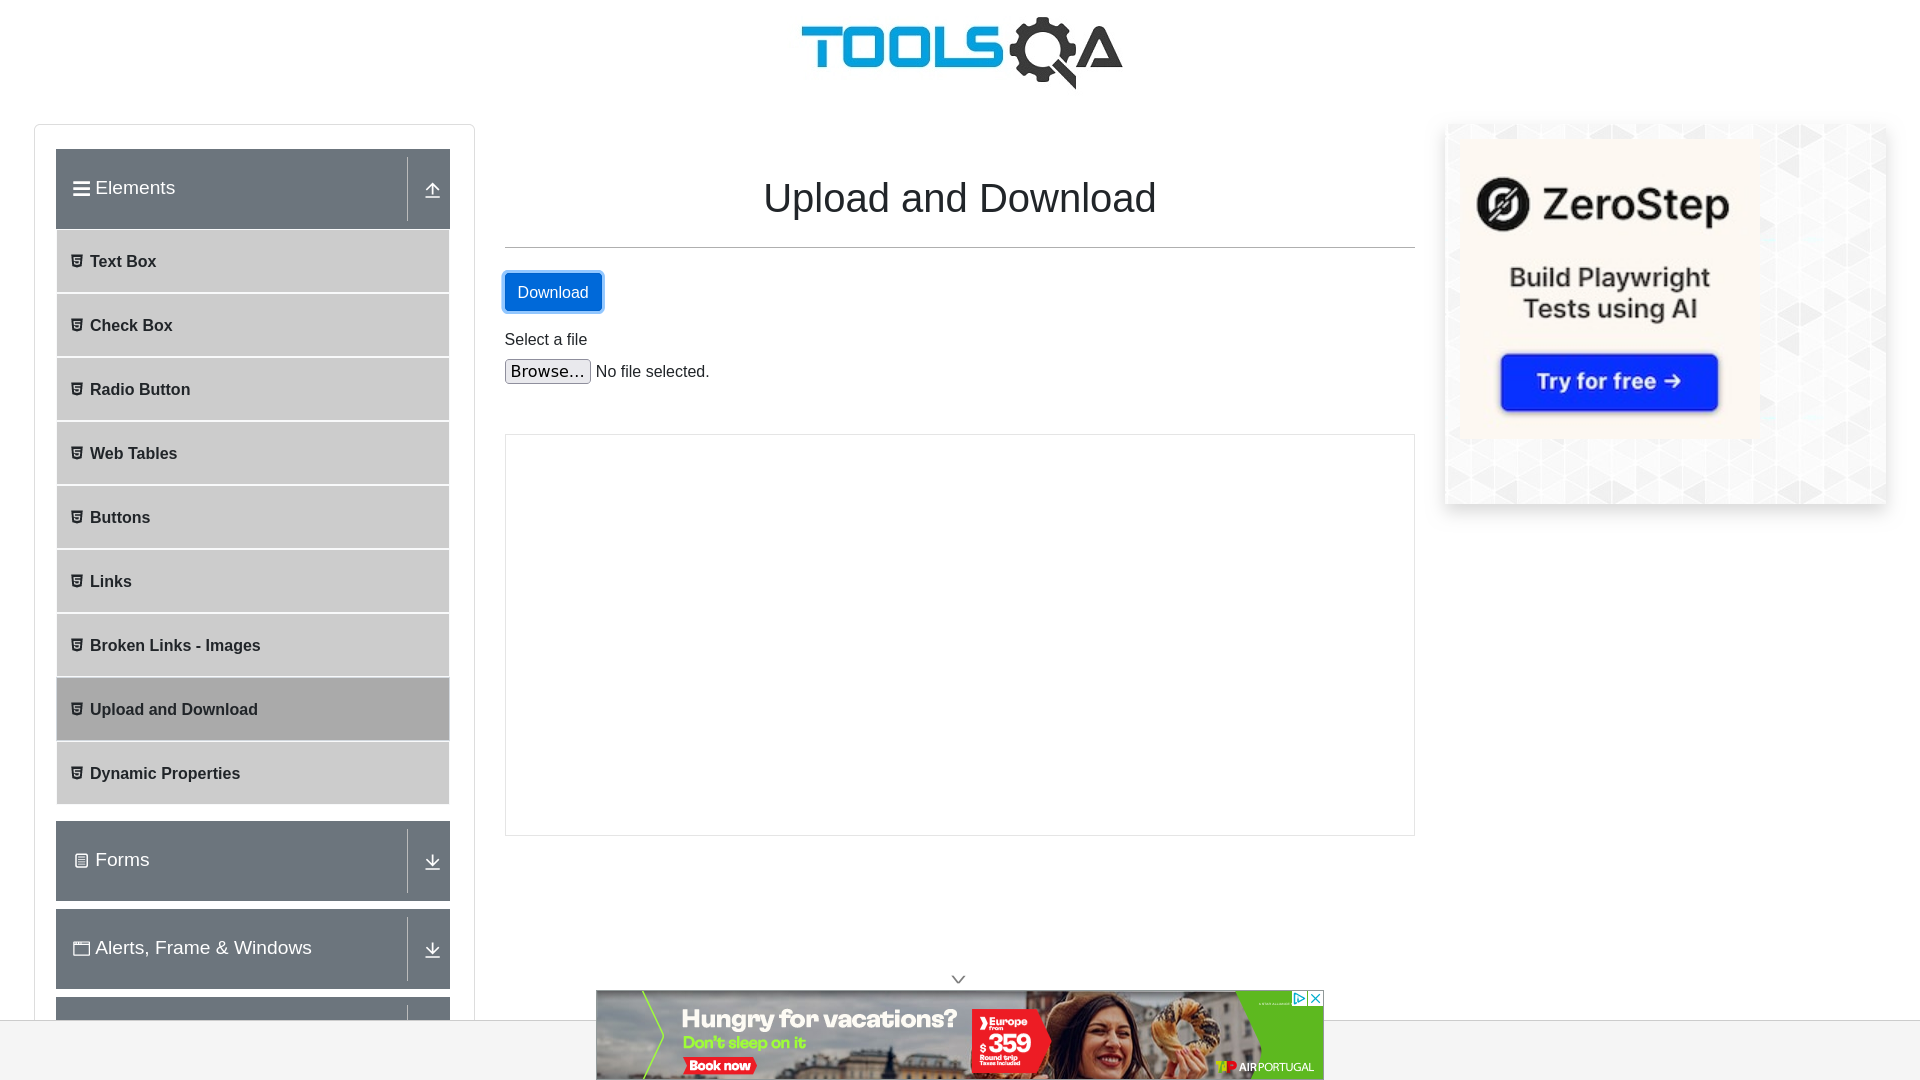 TOOLSQA
Elements
Text Box
Check Box
Radio Button
Web Tables
Buttons
Links
Broken Links - Images
Upload and Download
Dynamic Properties
Forms
Alerts, Frame & Windows
Upload and Download
Download
Select a file
Browse... No file selected.
ZeroStep
Build Playwright
Tests using AI
Try for free →
Hungry for vacations?
Don't sleep on it
Book now
Europe
from
$ 359
Round trip
Taxes included
AIR PORTUGAL